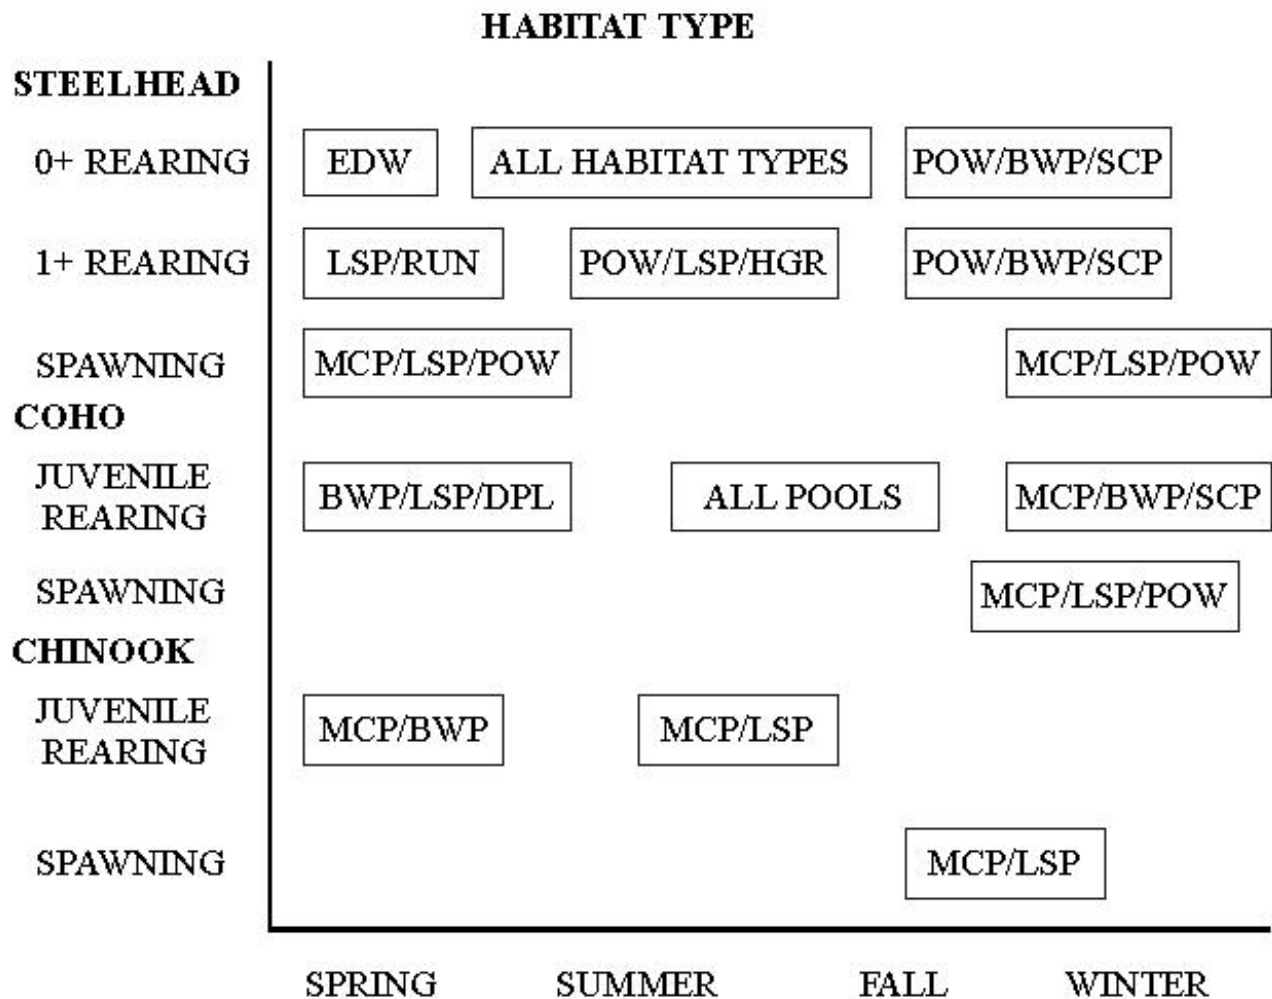 HABITAT TYPE
STEELHEAD
0+ REARING EDW ALL HABITAT TYPES POW/BWP/SCP
1+ REARING LSP/RUN POW/LSP/HGR POW/BWP/SCP
SPAWNING MCP/LSP/POW MCP/LSP/POW
COHO
JUVENILE
REARING BWP/LSP/DPL ALL POOLS MCP/BWP/SCP
SPAWNING MCP/LSP/POW
CHINOOK
JUVENILE
REARING MCP/BWP MCP/LSP
SPAWNING MCP/LSP
SPRING SUMMER FALL WINTER